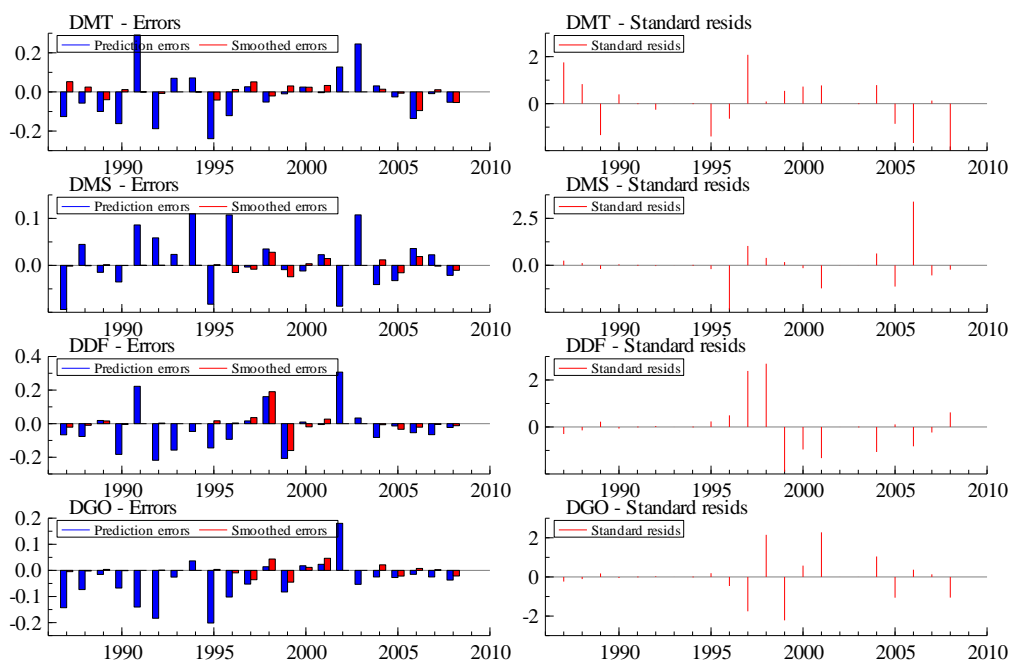 DMT - Errors
Prediction errors Smoothed errors
0.2
0.0
-0.2
1990 1995 2000 2005 2010
DMT - Standard resids
Standard resids
2
0
1990 1995 2000 2005 2010
DMS - Errors
Prediction errors Smoothed errors
0.1
0.0
1990 1995 2000 2005 2010
DMS - Standard resids
Standard resids
2.5
0.0
1990 1995 2000 2005 2010
DDF - Errors
Prediction errors Smoothed errors
0.4
0.2
0.0
-0.2
1990 1995 2000 2005 2010
DDF - Standard resids
Standard resids
2
0
1990 1995 2000 2005 2010
DGO - Errors
Prediction errors Smoothed errors
0.2
0.1
0.0
-0.1
-0.2
1990 1995 2000 2005 2010
DGO - Standard resids
Standard resids
2
0
-2
1990 1995 2000 2005 2010